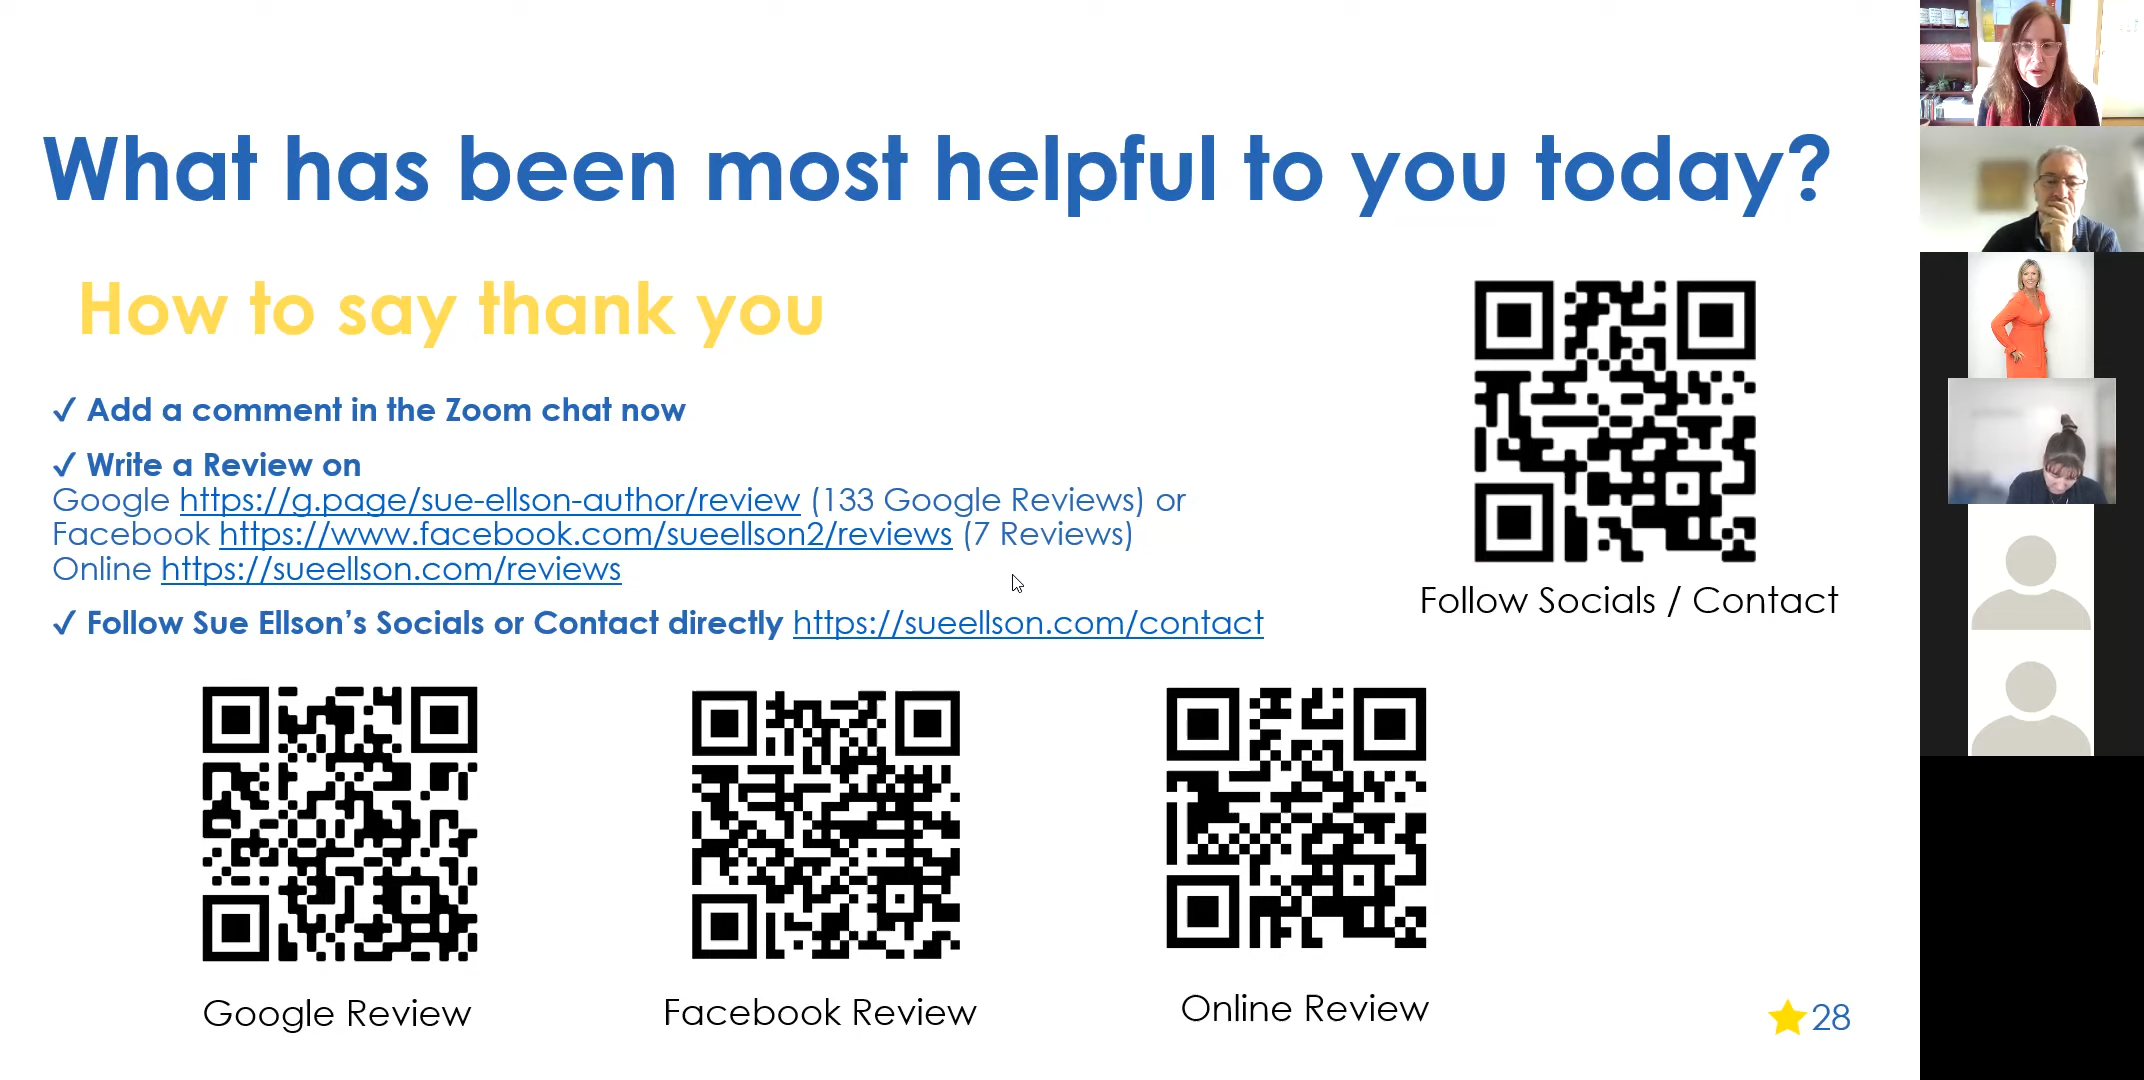 What has been most helpful to you today?
How to say thank you
✓ Add a comment in the Zoom chat now
✓ Write a Review on
Google https://g.page/sue-ellson-author/review (133 Google Reviews) or
Facebook https://www.facebook.com/sueellson2/reviews (7 Reviews)
Online https://sueellson.com/reviews
✓ Follow Sue Ellson’s Socials or Contact directly https://sueellson.com/contact
Follow Socials / Contact
Google Review
Facebook Review
Online Review
28